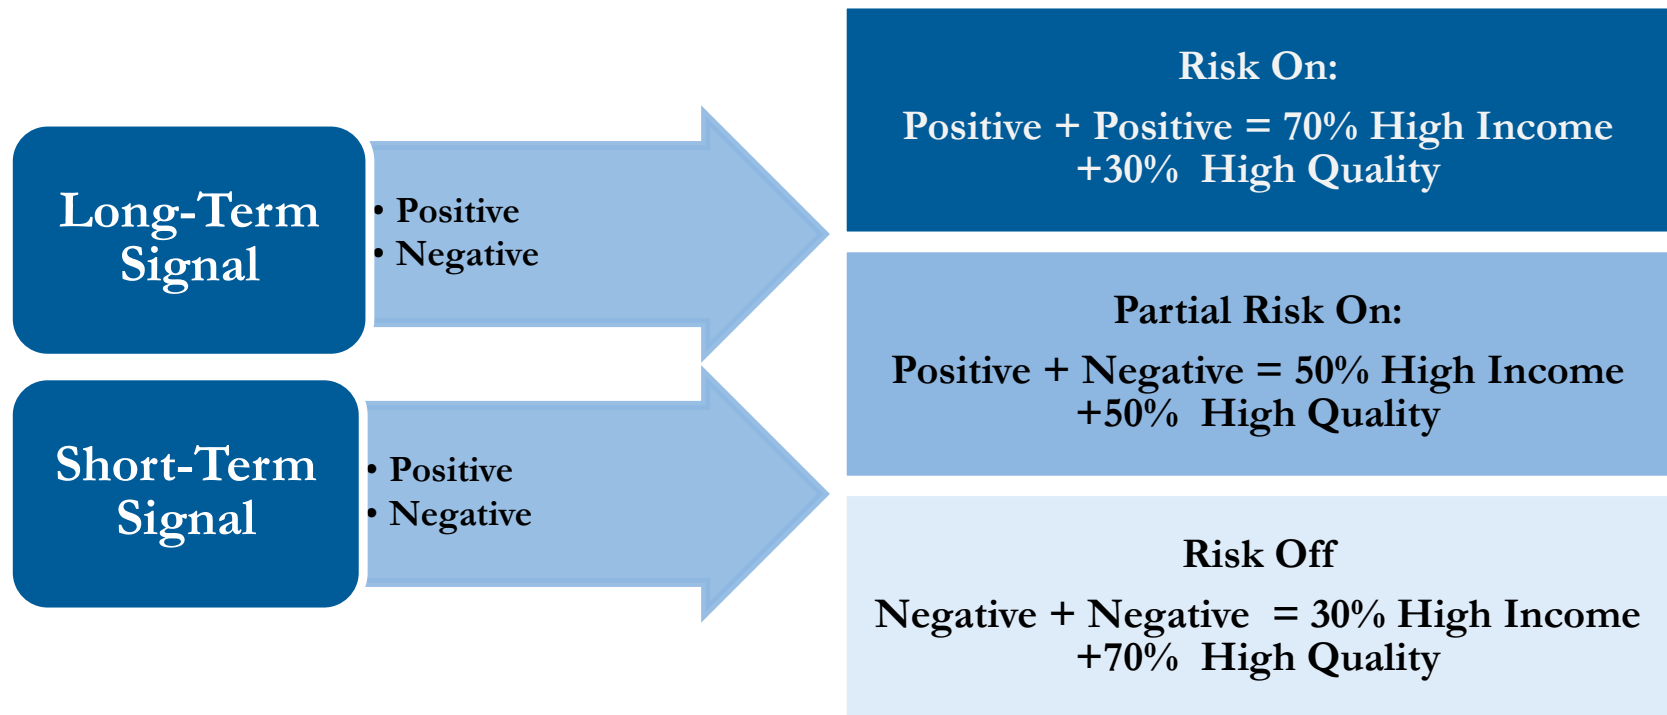 Long-Term
Signal
• Positive
• Negative
Short-Term
Signal
• Positive
• Negative
Risk On:
Positive + Positive = 70% High Income
+30%  High Quality
Partial Risk On:
Positive + Negative = 50% High Income
+50%  High Quality
Risk Off
Negative + Negative  = 30% High Income
+70%  High Quality